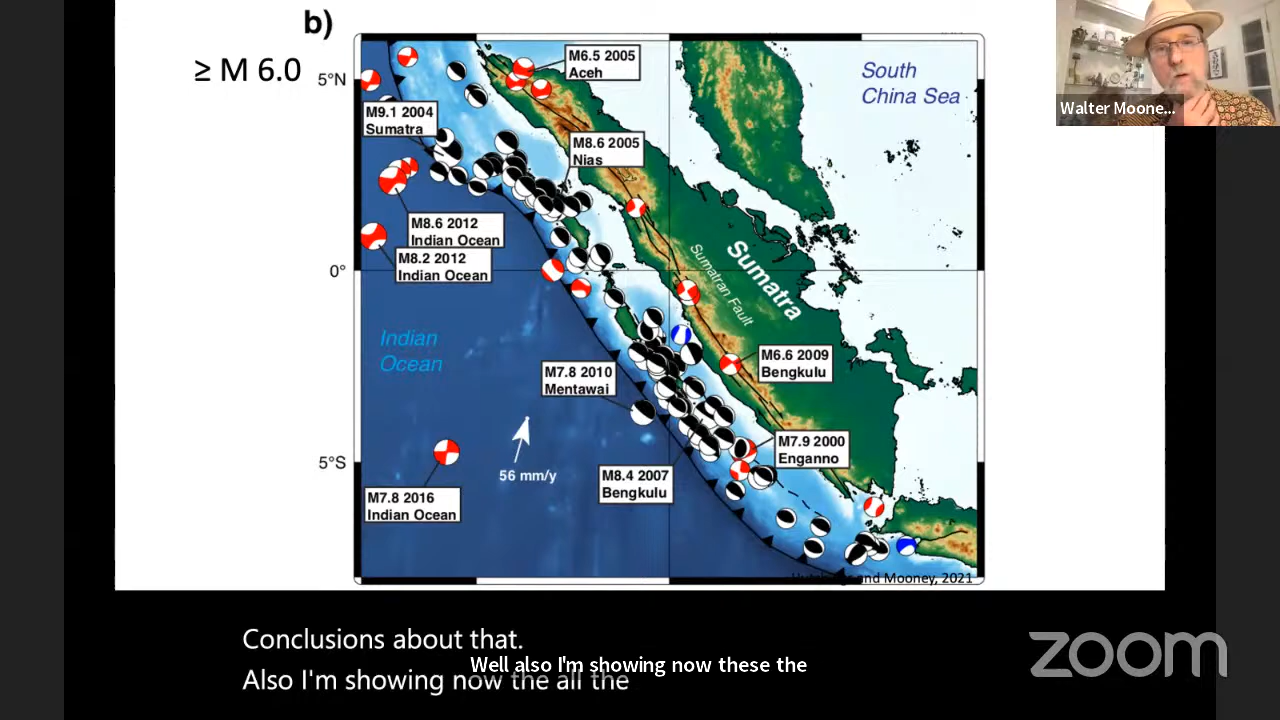 b)
≥ M 6.0
5°N
0°
5°S
M6.5 2005
Aceh
South
China Sea
M9.1 2004
Sumatra
M8.6 2005
Nias
M8.6 2012
Indian Ocean
M8.2 2012
Indian Ocean
Sumatra
Sumatran Fault
Indian
Ocean
M7.8 2010
Mentawai
M6.6 2009
Bengkulu
56 mm/y
M7.9 2000
Enganno
M8.4 2007
Bengkulu
M7.8 2016
Indian Ocean
and Mooney, 2021
Walter Moone...
Conclusions about that.
Also I'm showing now the all the
Well also I'm showing now these the
zoom